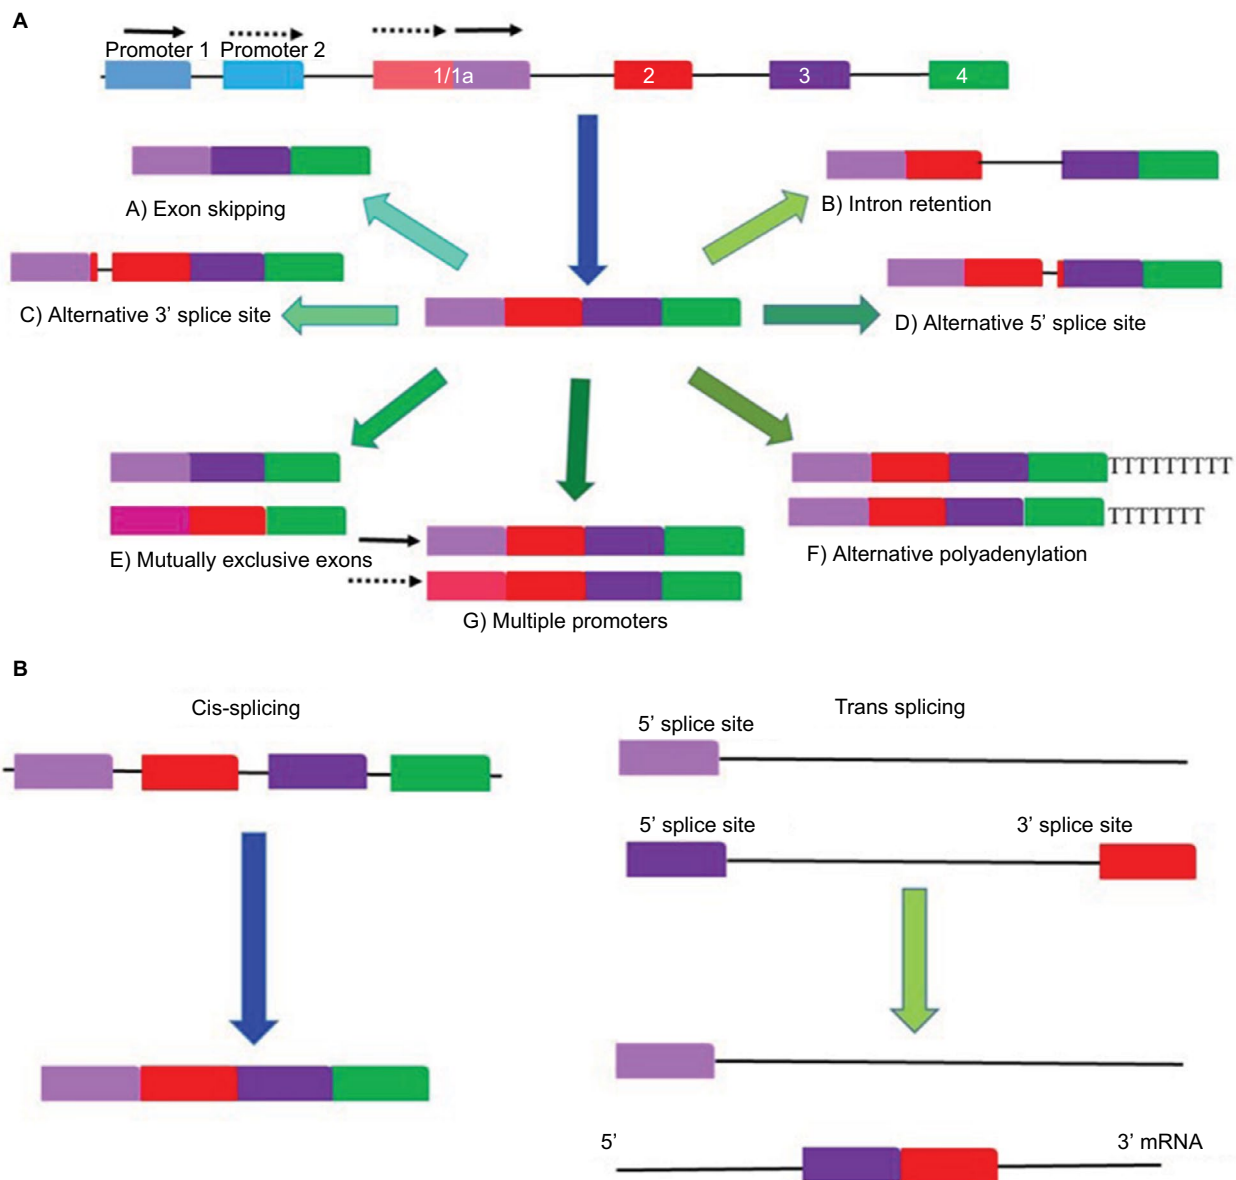 A
Promoter 1 Promoter 2
1/1a 2 3 4
A) Exon skipping
B) Intron retention
C) Alternative 3’ splice site
D) Alternative 5’ splice site
TTTTTTTTT
TTTTTTT
E) Mutually exclusive exons
F) Alternative polyadenylation
G) Multiple promoters
B
Cis-splicing
Trans splicing
5’ splice site
5’ splice site 3’ splice site
5’ 3’ mRNA